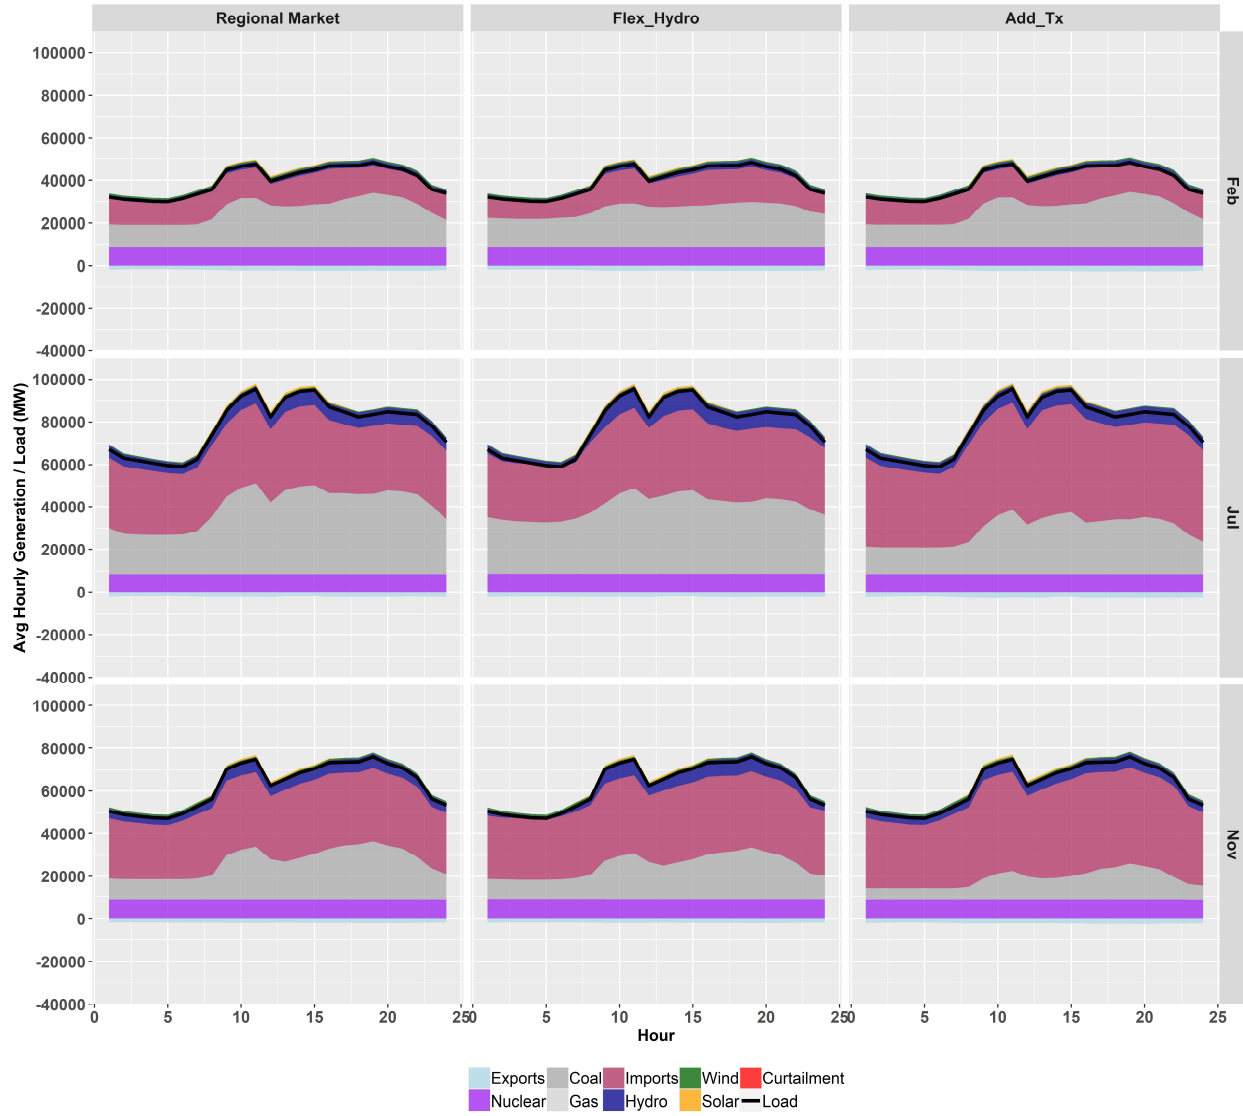 Regional Market Flex_Hydro Add_Tx
100000
80000
60000
40000
20000
0
-20000
-40000
Feb
100000
80000
60000
40000
20000
0
-20000
-40000
Jul
100000
80000
60000
40000
20000
0
-20000
-40000
Nov
Avg Hourly Generation / Load (MW)
0 5 10 15 20 25 0 5 10 15 20 25 0 5 10 15 20 25
Hour
Exports Coal Imports Wind Curtailment
Nuclear Gas Hydro Solar Load